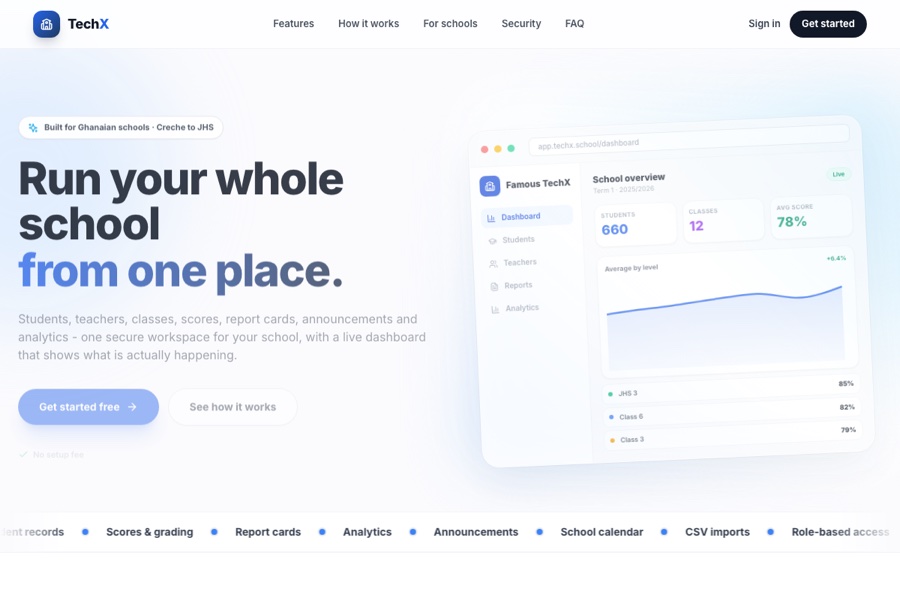 TechX
Features
How it works
For schools
Security
FAQ
Sign in
Get started
Built for Ghanaian schools · Creche to JHS
Run your whole
school
from one place.
Students, teachers, classes, scores, report cards, announcements and
analytics - one secure workspace for your school, with a live dashboard
that shows what is actually happening.
Get started free
See how it works
No setup fee
app.techx.school/dashboard
Famous TechX
Dashboard
Students
Teachers
Reports
Analytics
School overview
Term 1 · 2025/2026
Live
STUDENTS
660
CLASSES
12
AVG SCORE
78%
Average by level
+6.4%
JHS 3
85%
Class 6
82%
Class 3
79%
records
Scores & grading
Report cards
Analytics
Announcements
School calendar
CSV imports
Role-based access